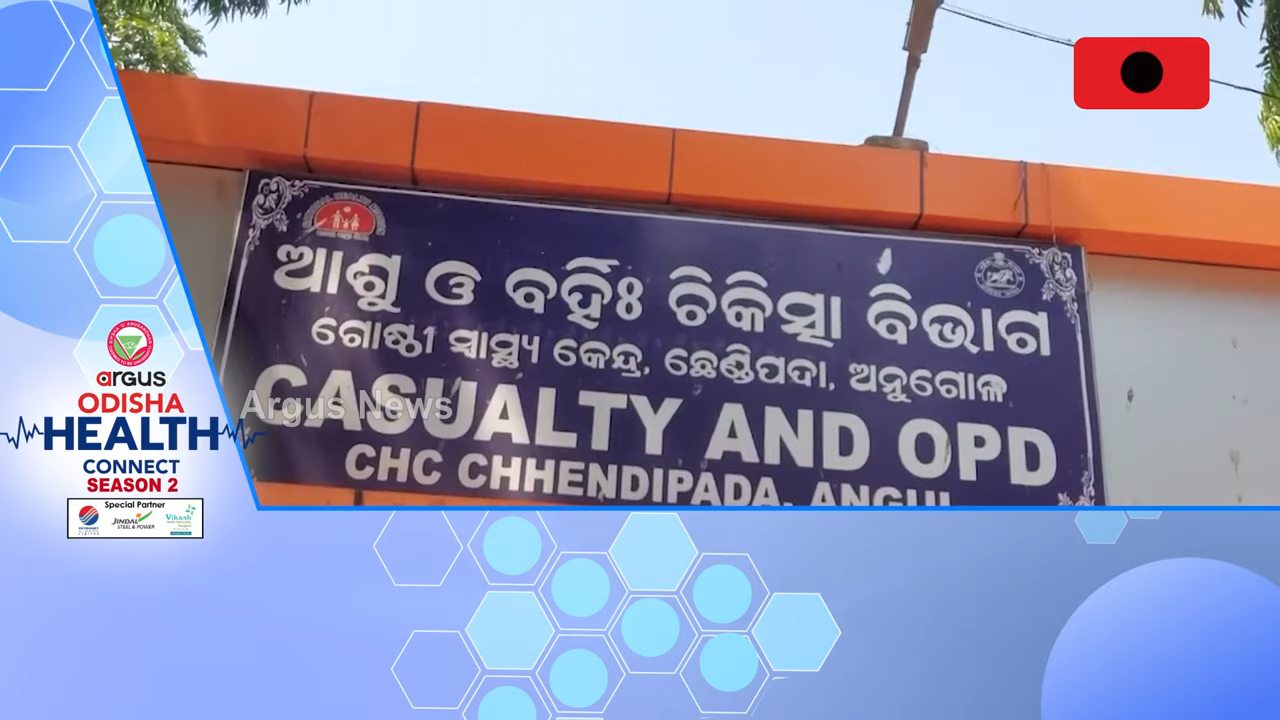 ଆଶୁ ଓ ବର୍ହିଃ ଚିକିତ୍ସା ବିଭାଗ
ଗୋଷ୍ଠୀ ସ୍ୱାସ୍ଥ୍ୟ କେନ୍ଦ୍ର, ଛେଣ୍ଡିପଦା, ଅନୁଗୋଳ
CASUALTY AND OPD
CHC CHHENDIPADA, ANGUL
Argus News
argus
ODISHA
HEALTH
CONNECT
SEASON 2
Special Partner
JINDAL
STEEL & POWER
Vikash